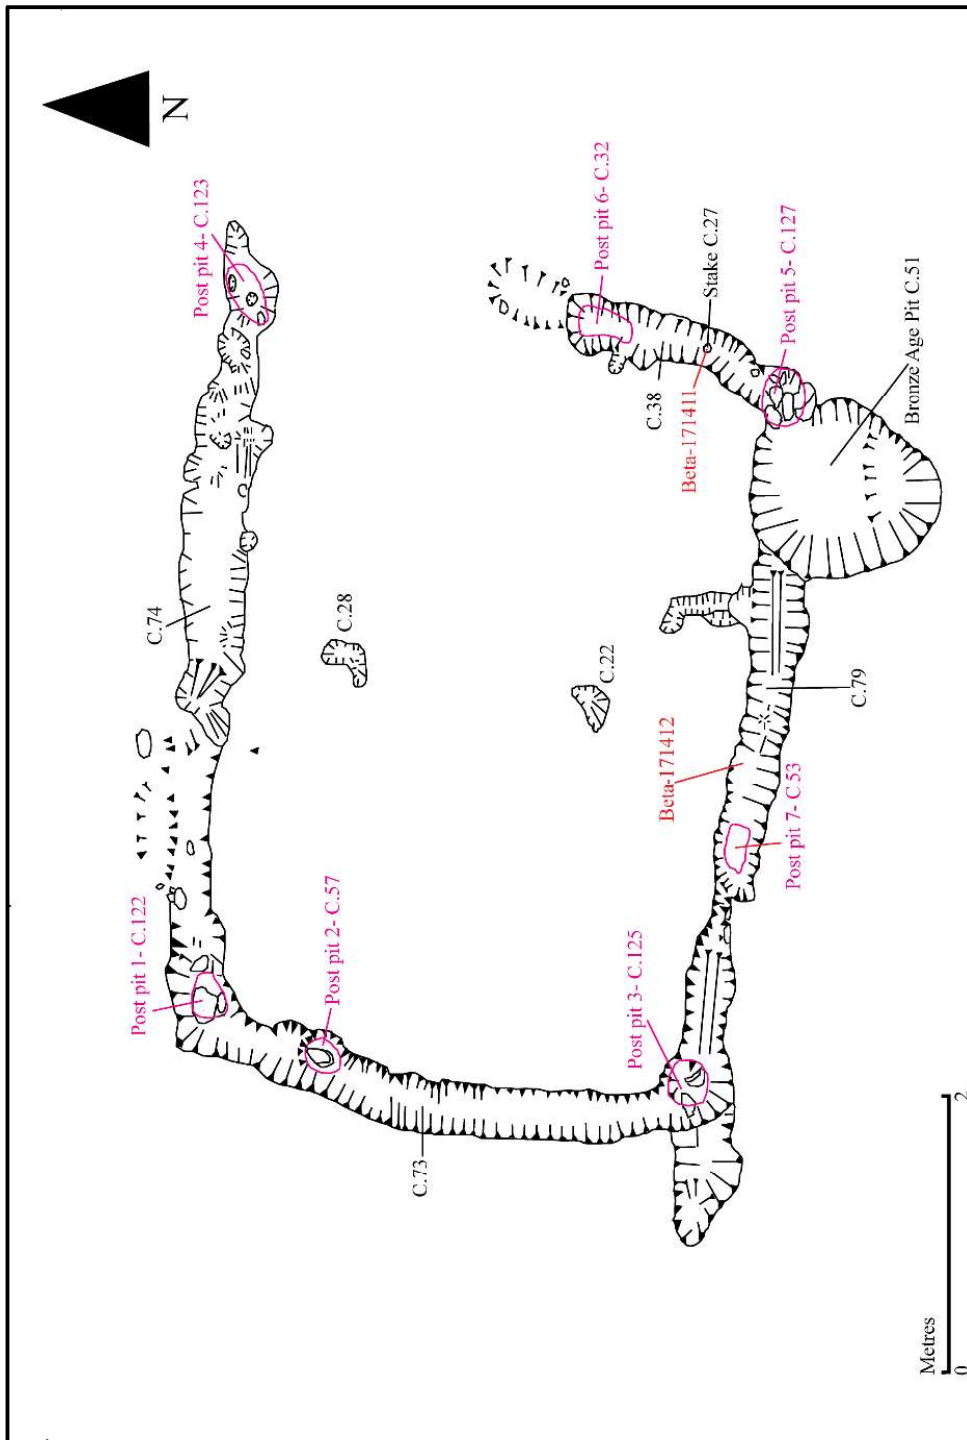 N
Post pit 4- C.123
Post pit 6- C.32
Stake C.27
Post pit 5- C.127
Bronze Age Pit C.51
C.38
Beta-171411
C.74
C.28
C.22
C.79
Beta-171412
Post pit 7- C 53
Post pit 1- C.122
Post pit 2- C.57
Post pit 3- C.125
C.73
Metres
0 2